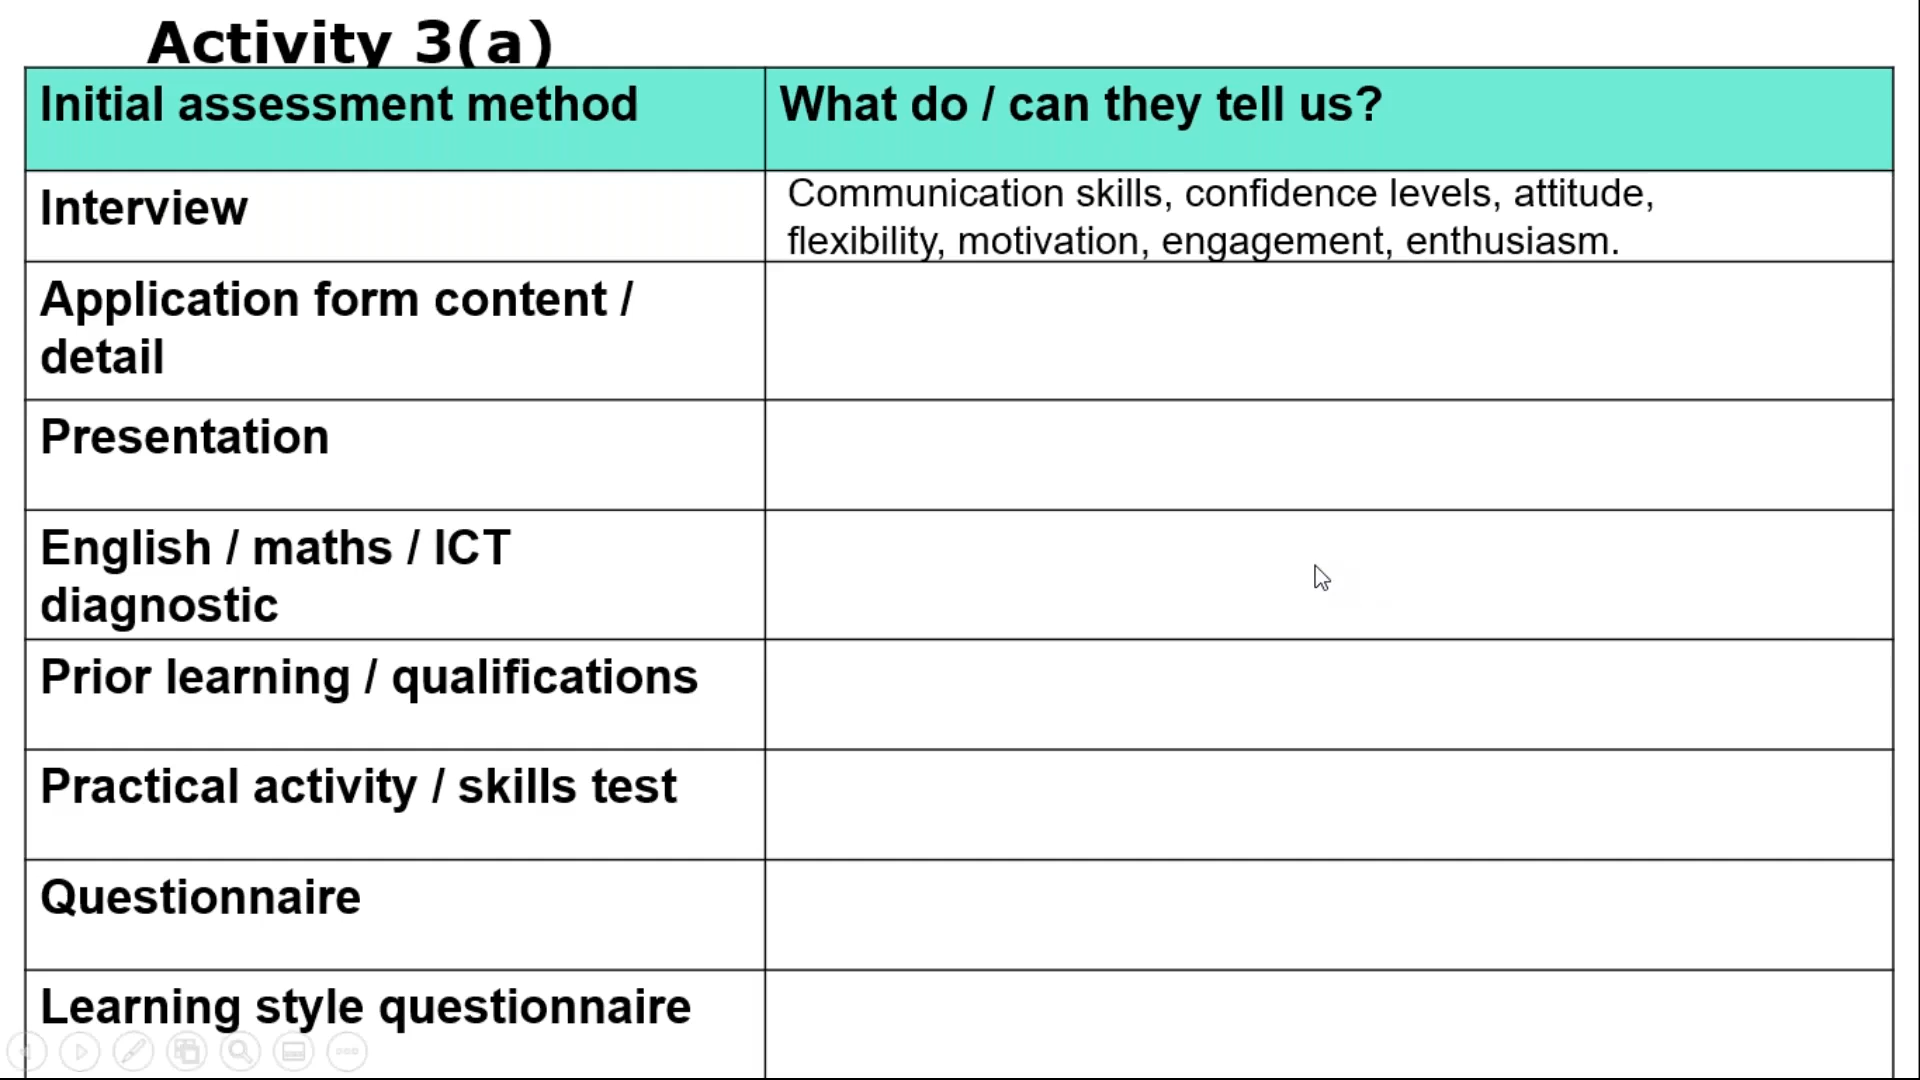 Activity 3(a)
Initial assessment method
What do / can they tell us?
Interview
Communication skills, confidence levels, attitude,
flexibility, motivation, engagement, enthusiasm.
Application form content /
detail
Presentation
English / maths / ICT
diagnostic
Prior learning / qualifications
Practical activity / skills test
Questionnaire
Learning style questionnaire